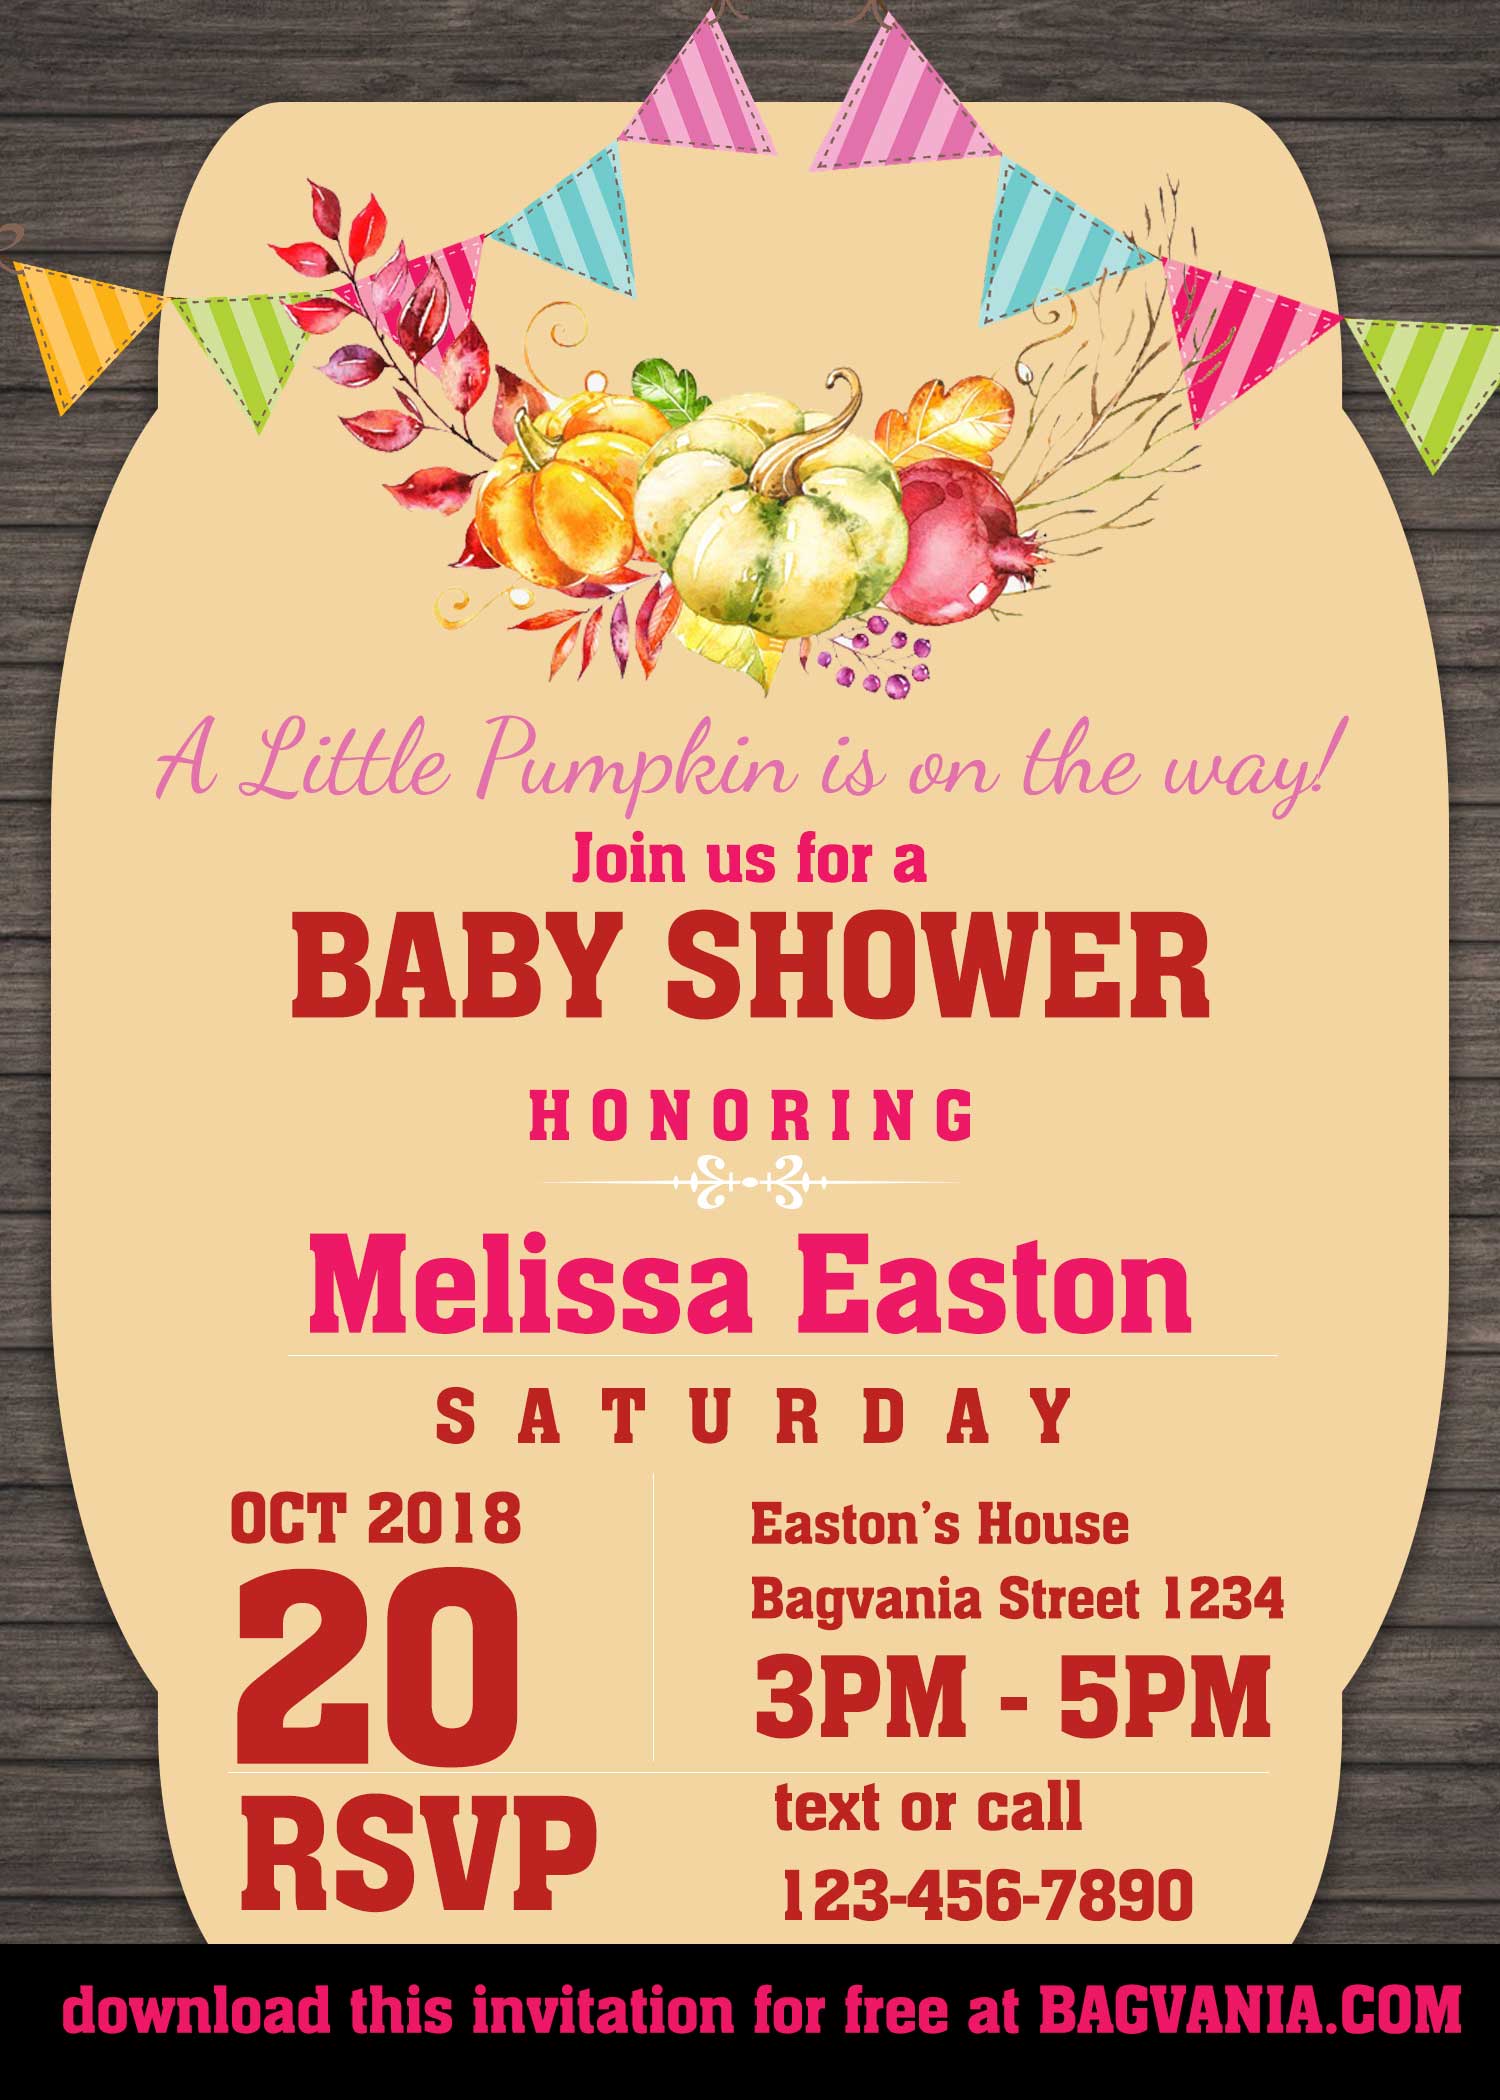 A Little Pumpkin is on the way!
Join us for a
BABY SHOWER
HONORING
Melissa Easton
SATURDAY
OCT 2018
20
Easton's House
Bagvania Street 1234
3PM - 5PM
RSVP
text or call
123-456-7890
download this invitation for free at BAGVANIA.COM